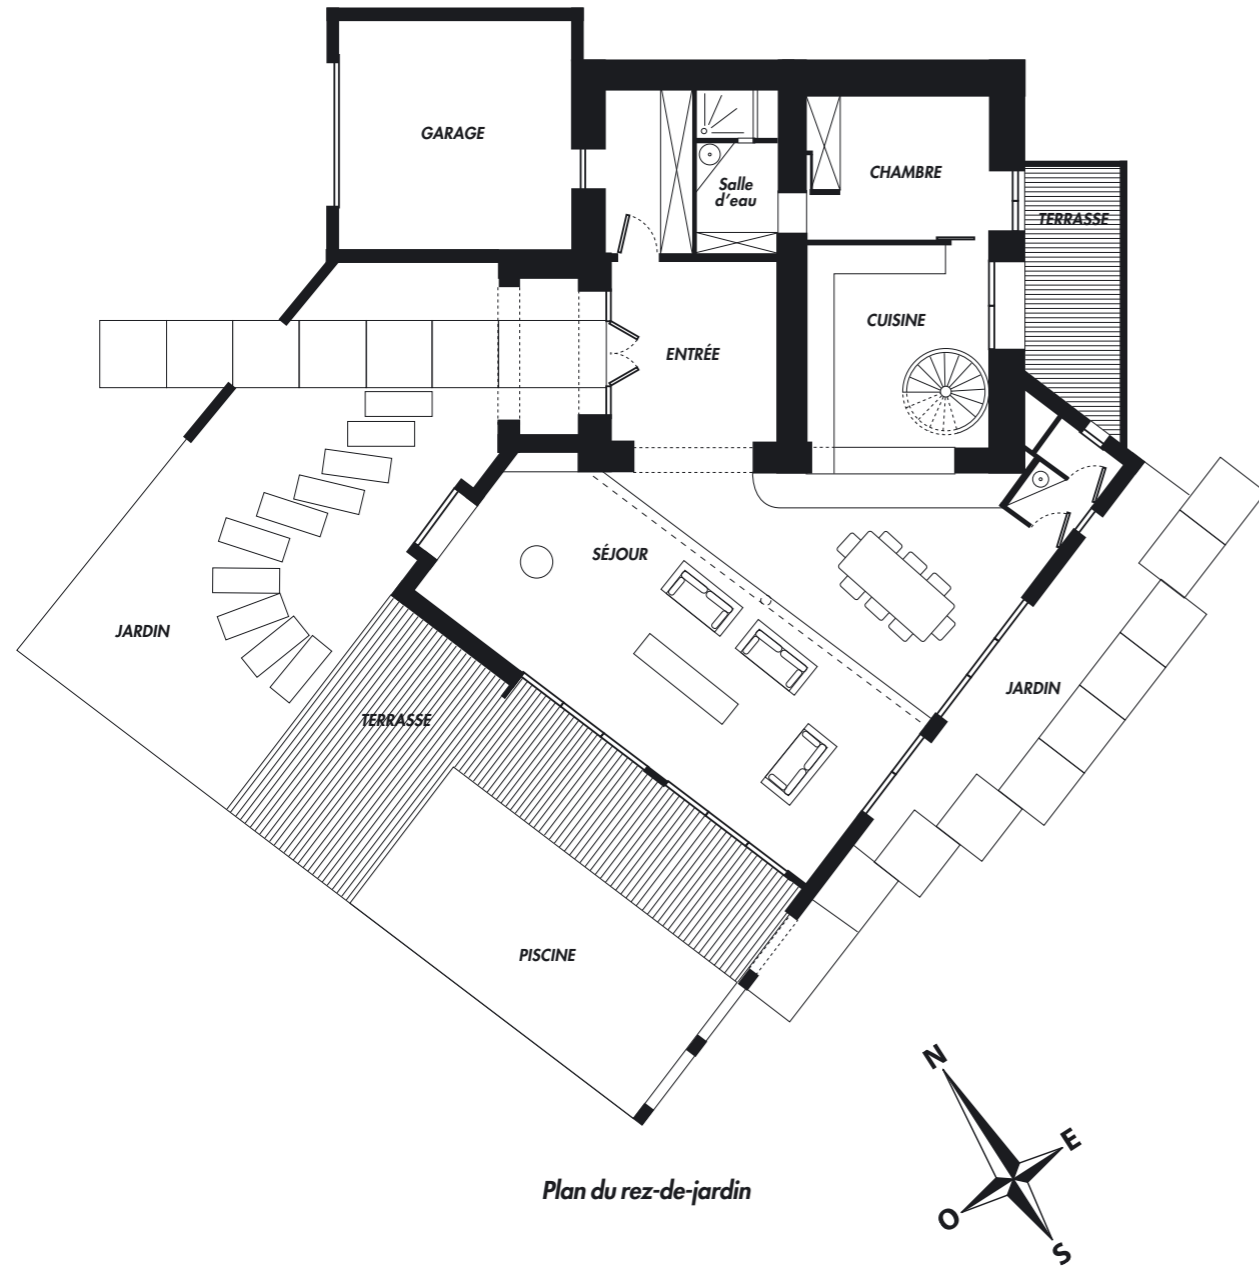 GARAGE
CHAMBRE
Salle
d'eau
TERRASSE
CUISINE
ENTRÉE
SÉJOUR
JARDIN
JARDIN
TERRASSE
PISCINE
N
E
O
S
Plan du rez-de-jardin